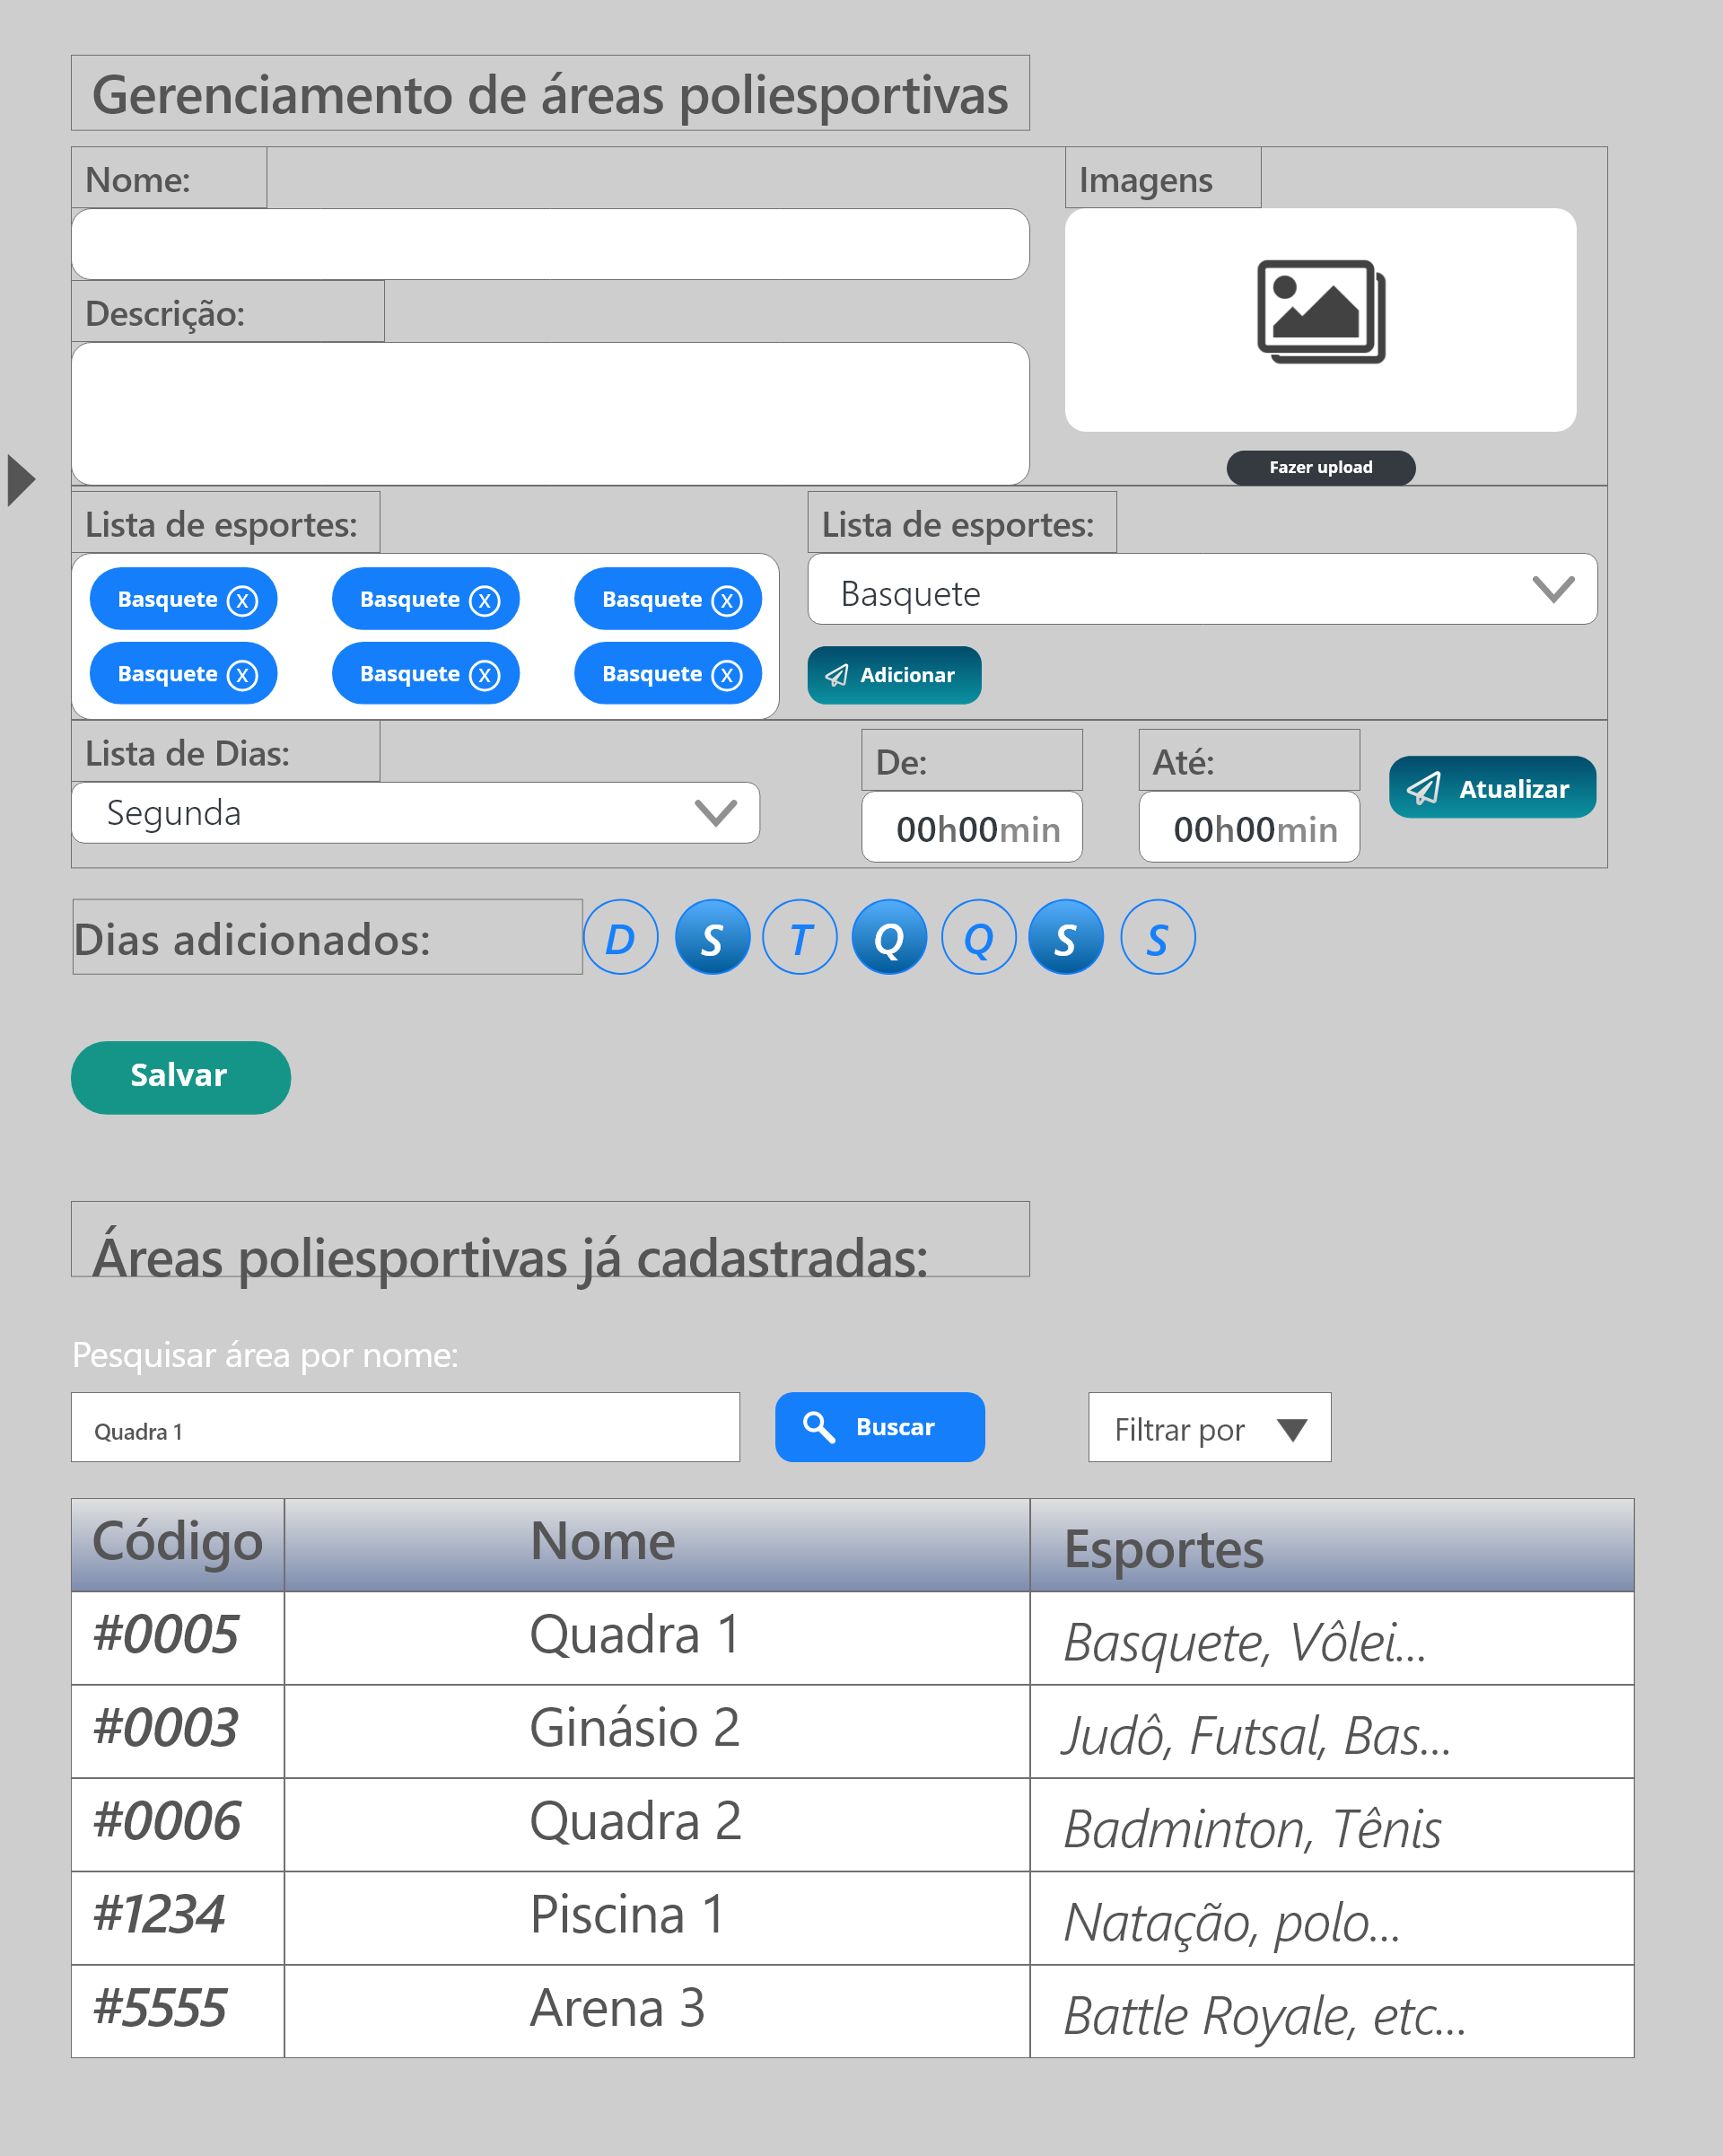 Gerenciamento de áreas poliesportivas
Nome:
Imagens
Descrição:
Fazer upload
Lista de esportes:
Lista de esportes:
Basquete X Basquete X Basquete X
Basquete
Basquete X Basquete X Basquete X
Adicionar
Lista de Dias:
De:
Até:
Segunda
00h00min
00h00min
Atualizar
Dias adicionados: D S T Q Q S S
Salvar
Áreas poliesportivas já cadastradas:
Pesquisar área por nome:
Quadra 1
Buscar
Filtrar por
Código Nome Esportes
#0005 Quadra 1 Basquete, Vôlei...
#0003 Ginásio 2 Judô, Futsal, Bas...
#0006 Quadra 2 Badminton, Tênis
#1234 Piscina 1 Natação, polo...
#5555 Arena 3 Battle Royale, etc...